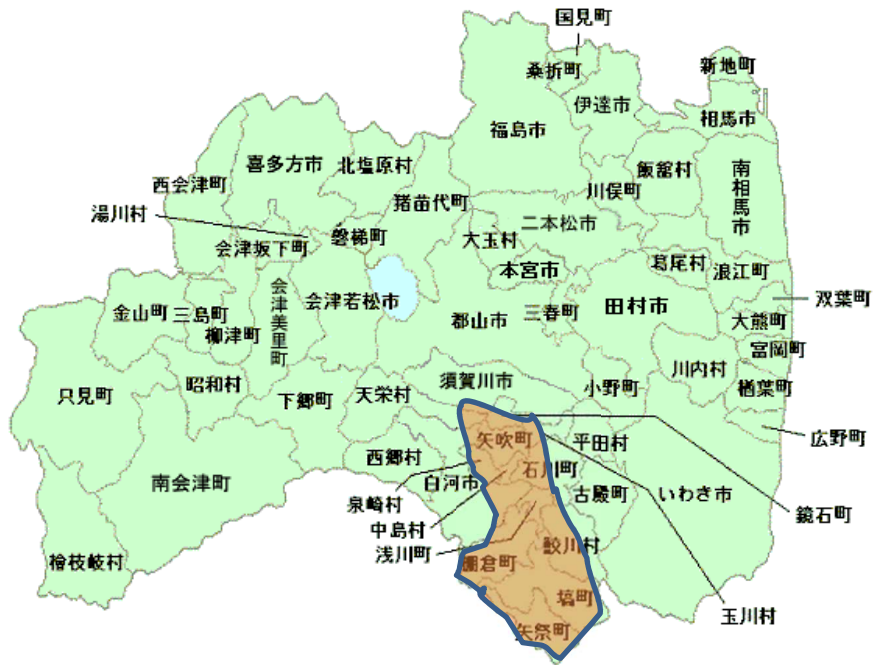 国見町
桑折町
新地町
伊達市
相馬市
福島市
喜多方市
北塩原村
飯舘村
南相馬市
西会津町
川俣町
猪苗代町
湯川村
二本松市
磐梯町
大玉村
会津坂下町
本宮市
葛尾村
浪江町
会津美里町
会津若松市
双葉町
田村市
金山町
三島町
郡山市
三春町
大熊町
柳津町
富岡町
川内村
須賀川市
昭和村
小野町
楢葉町
只見町
下郷町
天栄村
広野町
矢吹町
平田村
西郷村
石川町
南会津町
白河市
古殿町
いわき市
泉崎村
鏡石町
中島村
浅川町
鮫川村
檜枝岐村
棚倉町
塙町
玉川村
矢祭町